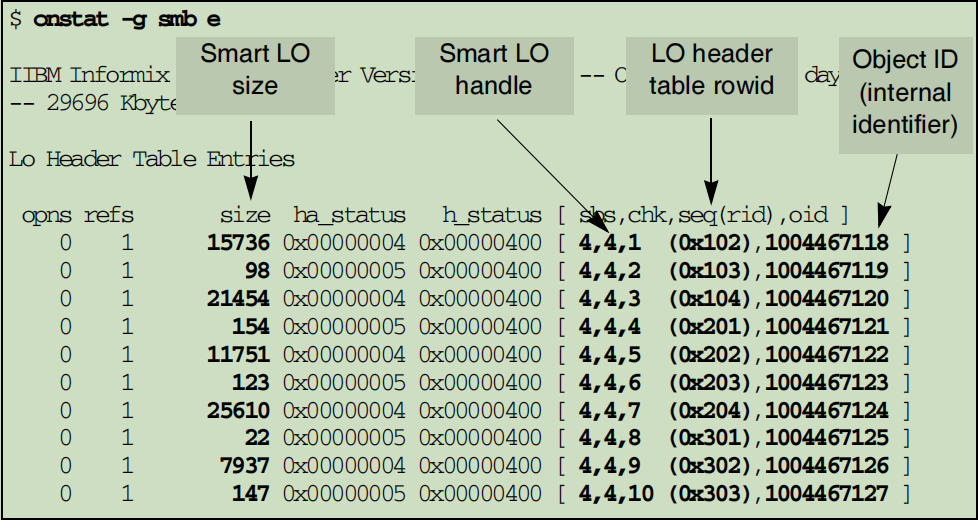 $ onstat -g smb e
Smart LO
size
Smart LO
handle
LO header
table rowid
Object ID
(internal
identifier)
IIBM Informix er Versi -- day
-- 29696 Kbyte
Lo Header Table Entries
opns refs size ha_status h_status [ sbs,chk,seq(rid),oid ]
0 1 15736 0x00000004 0x00000400 [ 4,4,1 (0x102),1004467118 ]
0 1 98 0x00000005 0x00000400 [ 4,4,2 (0x103),1004467119 ]
0 1 21454 0x00000004 0x00000400 [ 4,4,3 (0x104),1004467120 ]
0 1 154 0x00000005 0x00000400 [ 4,4,4 (0x201),1004467121 ]
0 1 11751 0x00000004 0x00000400 [ 4,4,5 (0x202),1004467122 ]
0 1 123 0x00000005 0x00000400 [ 4,4,6 (0x203),1004467123 ]
0 1 25610 0x00000004 0x00000400 [ 4,4,7 (0x204),1004467124 ]
0 1 22 0x00000005 0x00000400 [ 4,4,8 (0x301),1004467125 ]
0 1 7937 0x00000004 0x00000400 [ 4,4,9 (0x302),1004467126 ]
0 1 147 0x00000005 0x00000400 [ 4,4,10 (0x303),1004467127 ]